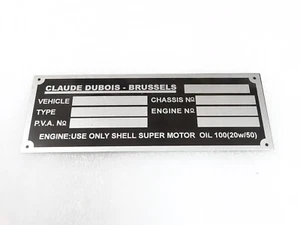 CLAUDE DUBOIS - BRUSSELS
VEHICLE CHASSIS No
TYPE ENGINE No
P.V.A. No
ENGINE:USE ONLY SHELL SUPER MOTOR OIL 100(20w/50)